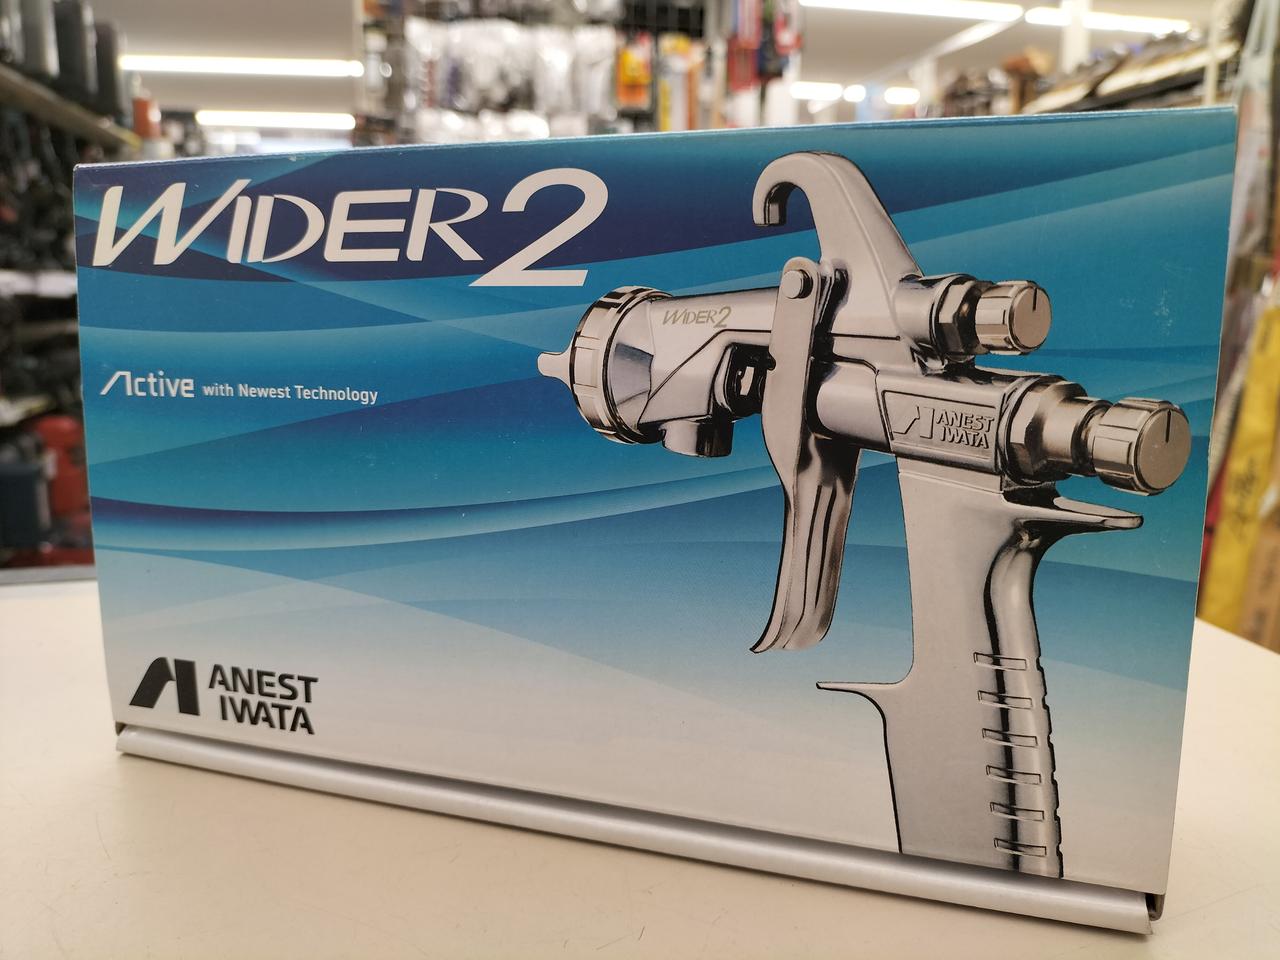 WIDER2
Active with Newest Technology
WIDER2
ANEST
IWATA
ANEST
IWATA